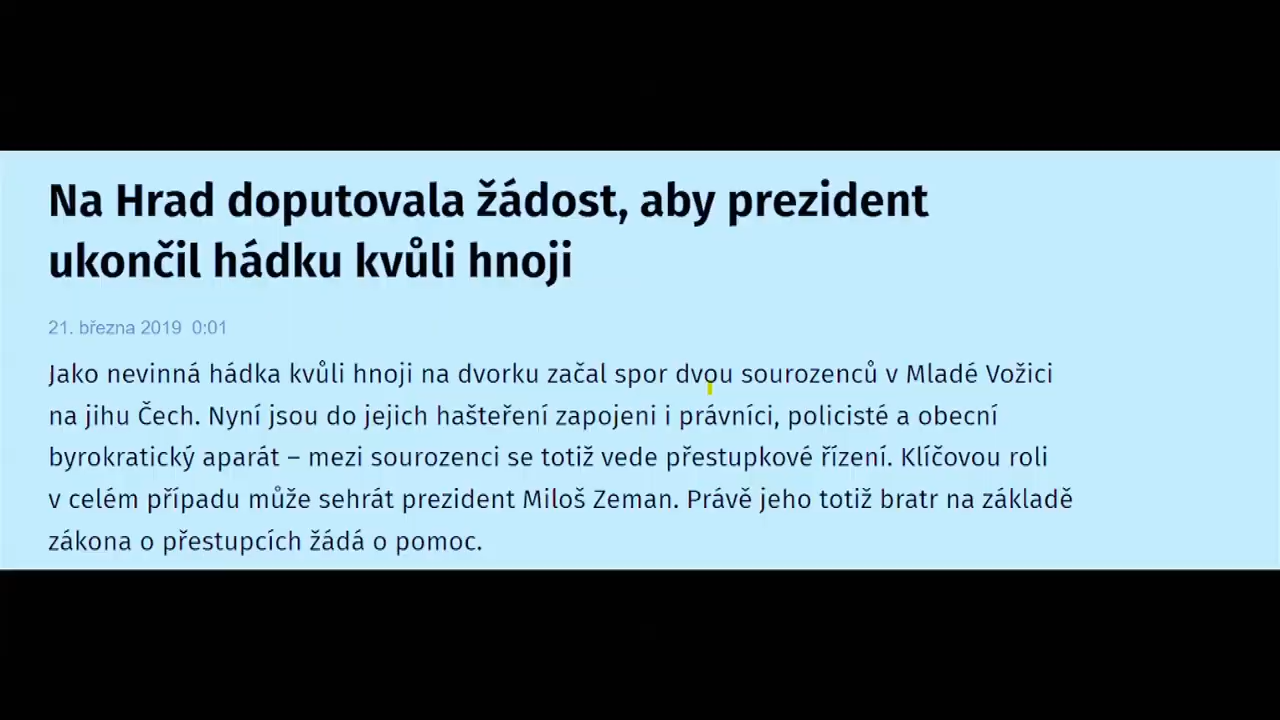 Na Hrad doputovala žádost, aby prezident
ukončil hádku kvůli hnoji
21. března 2019 0:01
Jako nevinná hádka kvůli hnoji na dvorku začal spor dvou sourozenců v Mladé Vožici
na jihu Čech. Nyní jsou do jejich hašteření zapojeni i právníci, policisté a obecní
byrokratický aparát – mezi sourozenci se totiž vede přestupkové řízení. Klíčovou roli
v celém případu může sehrát prezident Miloš Zeman. Právě jeho totiž bratr na základě
zákona o přestupcích žádá o pomoc.